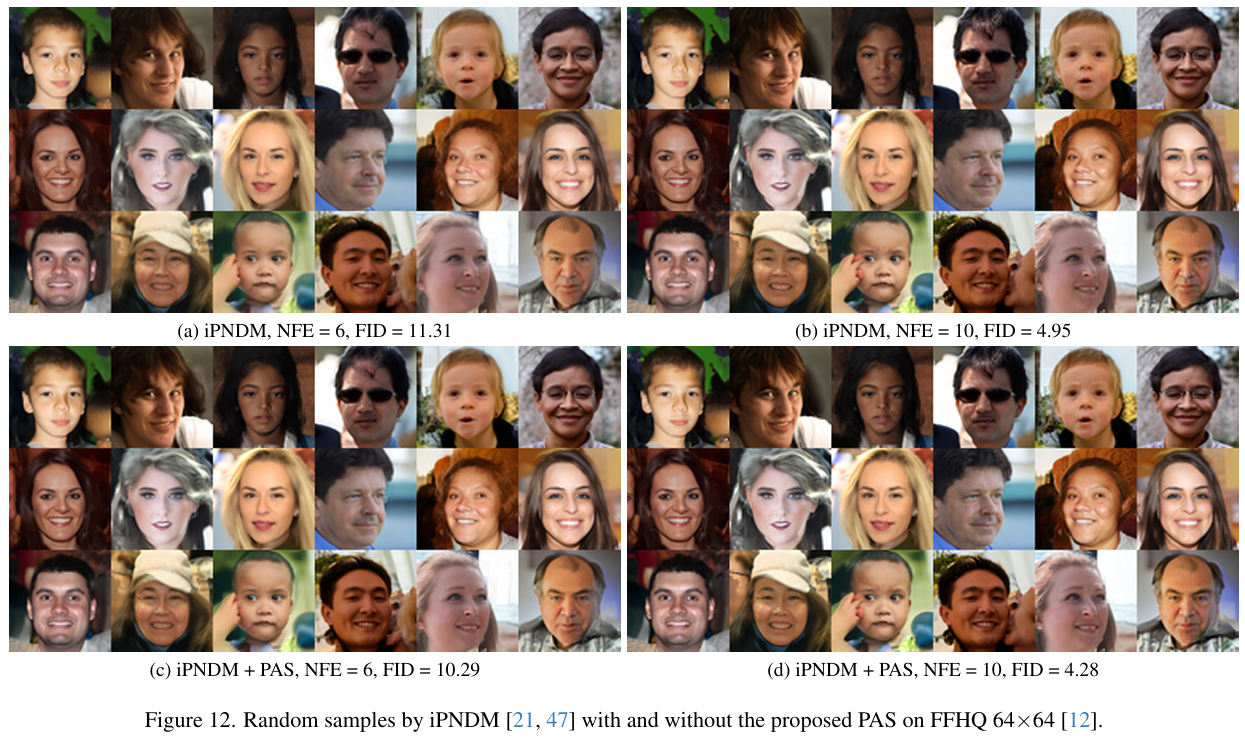 (a) iPNDM, NFE = 6, FID = 11.31
(b) iPNDM, NFE = 10, FID = 4.95
(c) iPNDM + PAS, NFE = 6, FID = 10.29
(d) iPNDM + PAS, NFE = 10, FID = 4.28
Figure 12. Random samples by iPNDM [21, 47] with and without the proposed PAS on FFHQ 64×64 [12].